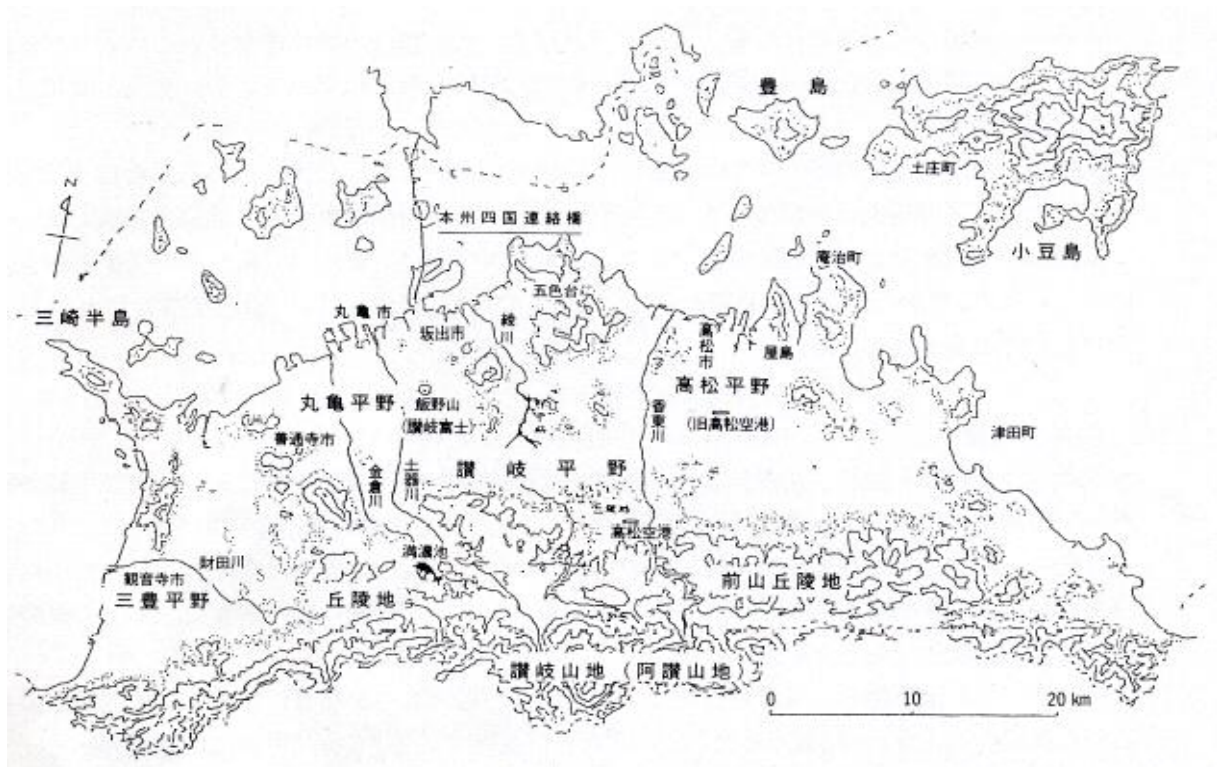 豊島
土庄町
N
本州四国連絡橋
小豆島
庵治町
五色台
三崎半島
丸亀市
坂出市
綾川
高松市
屋島
高松平野
丸亀平野
飯野山
(讃岐富士)
香東川
(旧高松空港)
善通寺市
津田町
讃岐平野
金倉川
土器川
高松空港
満濃池
財田川
観音寺市
三豊平野
丘陵地
前山丘陵地
讃岐山地(阿讃山地)
0 10 20 km